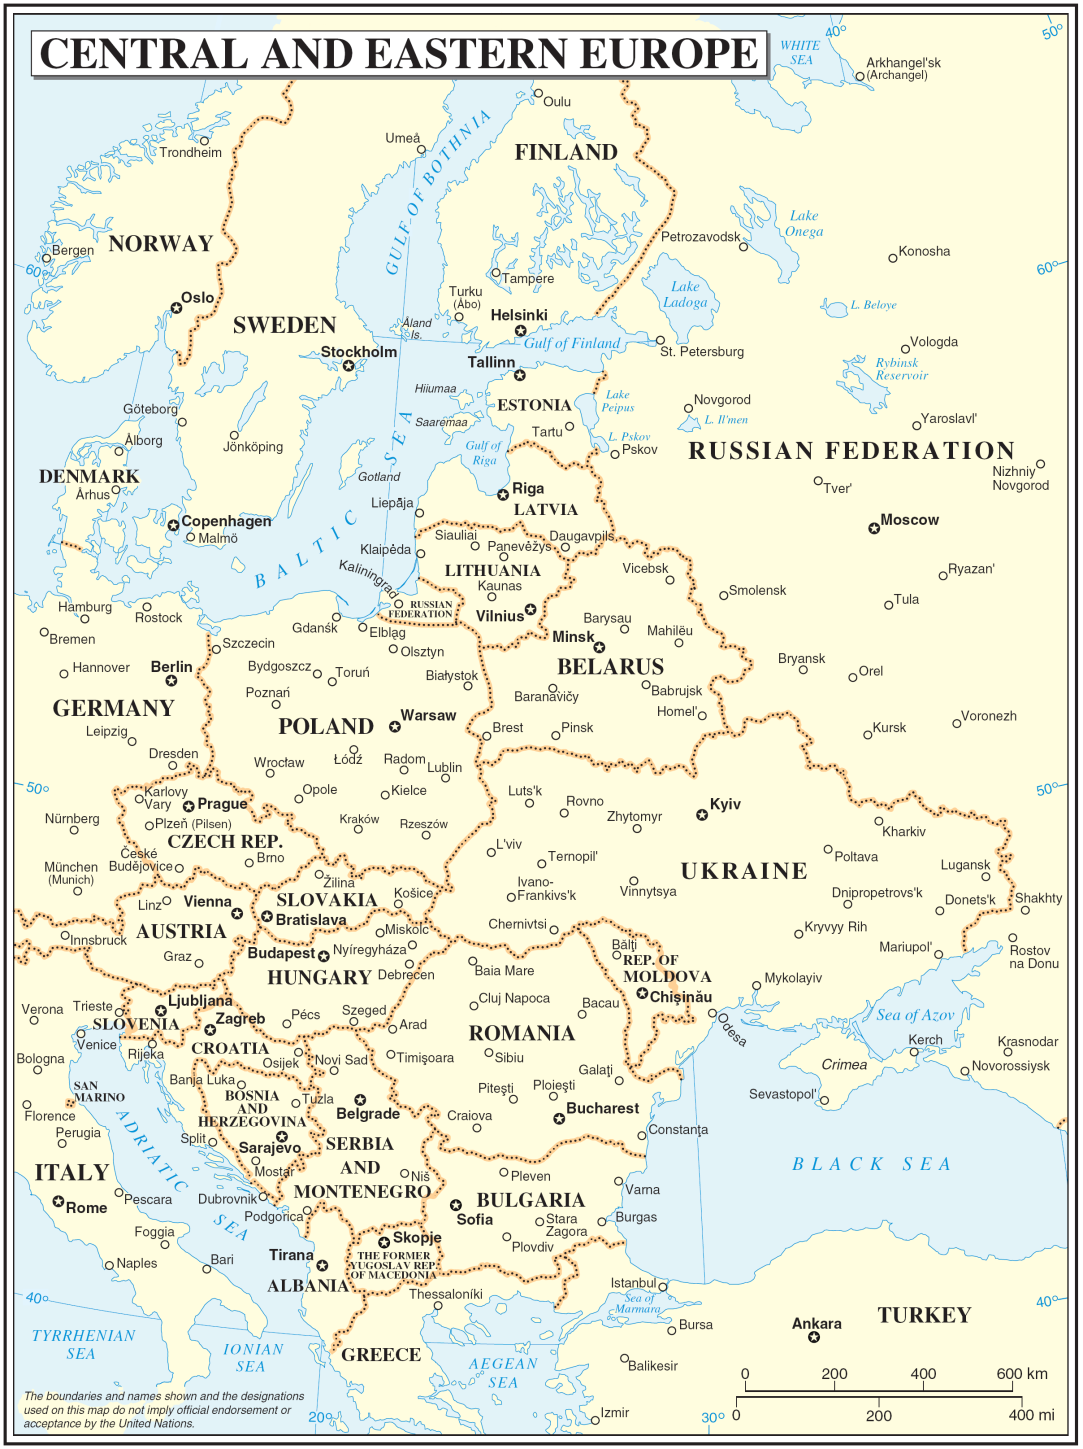 CENTRAL AND EASTERN EUROPE
WHITE
SEA
40°
50°
Arkhangel'sk
(Archangel)
Oulu
Umeå
Trondheim
FINLAND
GULF OF BOTHNIA
Lake
Onega
Petrozavodsk
NORWAY
Bergen
60°
Konosha
60°
Tampere
Turku
(Åbo)
Lake
Ladoga
Oslo
Helsinki
L. Beloye
SWEDEN
Åland
Is.
Gulf of Finland
St. Petersburg
Vologda
Stockholm
Tallinn
Rybinsk
Reservoir
Hiiumaa
Lake
Peipus
Novgorod
ESTONIA
Göteborg
Saaremaa
L. Il'men
Yaroslavl'
Tartu
L. Pskov
Pskov
Ålborg
Jönköping
Gulf of
Riga
RUSSIAN FEDERATION
DENMARK
Gotland
Nizhniy
Novgorod
Århus
Riga
Tver'
Liepāja
LATVIA
Copenhagen
Moscow
Malmö
BALTIC SEA
Siauliai
Panevėžys
Daugavpils
Klaipėda
LITHUANIA
Vicebsk
Kaliningrad
Kaunas
Ryazan'
Smolensk
Hamburg
Rostock
RUSSIAN
FEDERATION
Vilnius
Tula
Gdańsk
Elbląg
Barysau
Bremen
Minsk
Mahilëu
Szczecin
Olsztyn
Hannover
Berlin
Bydgoszcz
Toruń
Białystok
BELARUS
Bryansk
Orel
Poznań
Baranavičy
Babrujsk
GERMANY
Homel'
POLAND
Warsaw
Brest
Pinsk
Voronezh
Kursk
Leipzig
Dresden
Wrocław
Łódź
Radom
Lublin
50°
50°
Karlovy
Vary
Prague
Opole
Kielce
Luts'k
Rovno
Kyiv
Nürnberg
Plzeň (Pilsen)
Kraków
Rzeszów
Zhytomyr
Kharkiv
CZECH REP.
L'viv
České
Budějovice
Brno
Ternopil'
Poltava
München
(Munich)
UKRAINE
Lugansk
Žilina
Ivano-
Frankivs'k
Vinnytsya
Dnipropetrovs'k
Donets'k
Shakhty
Linz
Vienna
SLOVAKIA
Košice
Bratislava
Chernivtsi
Kryvyy Rih
AUSTRIA
Miskolc
Innsbruck
Budapest
Nyíregyháza
Bălţi
Mariupol'
Rostov
na Donu
Graz
REP. OF
MOLDOVA
HUNGARY
Debrecen
Baia Mare
Mykolayiv
Chişinău
Ljubljana
Cluj Napoca
Bacau
Verona
Trieste
Zagreb
Pécs
Szeged
Arad
Odesa
Sea of Azov
SLOVENIA
Venice
Rijeka
CROATIA
ROMANIA
Kerch
Krasnodar
Bologna
Osijek
Novi Sad
Timişoara
Sibiu
Crimea
Novorossiysk
Banja Luka
Galaţi
SAN
MARINO
BOSNIA
AND
HERZEGOVINA
Tuzla
Belgrade
Piteşti
Ploieşti
Sevastopol'
Florence
Craiova
Bucharest
Perugia
Split
Sarajevo
SERBIA
AND
MONTENEGRO
Constanţa
ADRIATIC SEA
Mostar
Niš
Pleven
BLACK SEA
ITALY
Rome
Pescara
Dubrovnik
Varna
BULGARIA
Podgorica
Sofia
Stara
Zagora
Burgas
Foggia
Skopje
Plovdiv
Naples
Bari
Tirana
THE FORMER
YUGOSLAV REP.
OF MACEDONIA
ALBANIA
Istanbul
40°
Thessaloníki
Sea of
Marmara
40°
TURKEY
Bursa
Ankara
TYRRHENIAN
SEA
IONIAN
SEA
GREECE
AEGEAN
SEA
Balikesir
0 200 400 600 km
The boundaries and names shown and the designations
used on this map do not imply official endorsement or
acceptance by the United Nations.
20°
Izmir
30°
0 200 400 mi